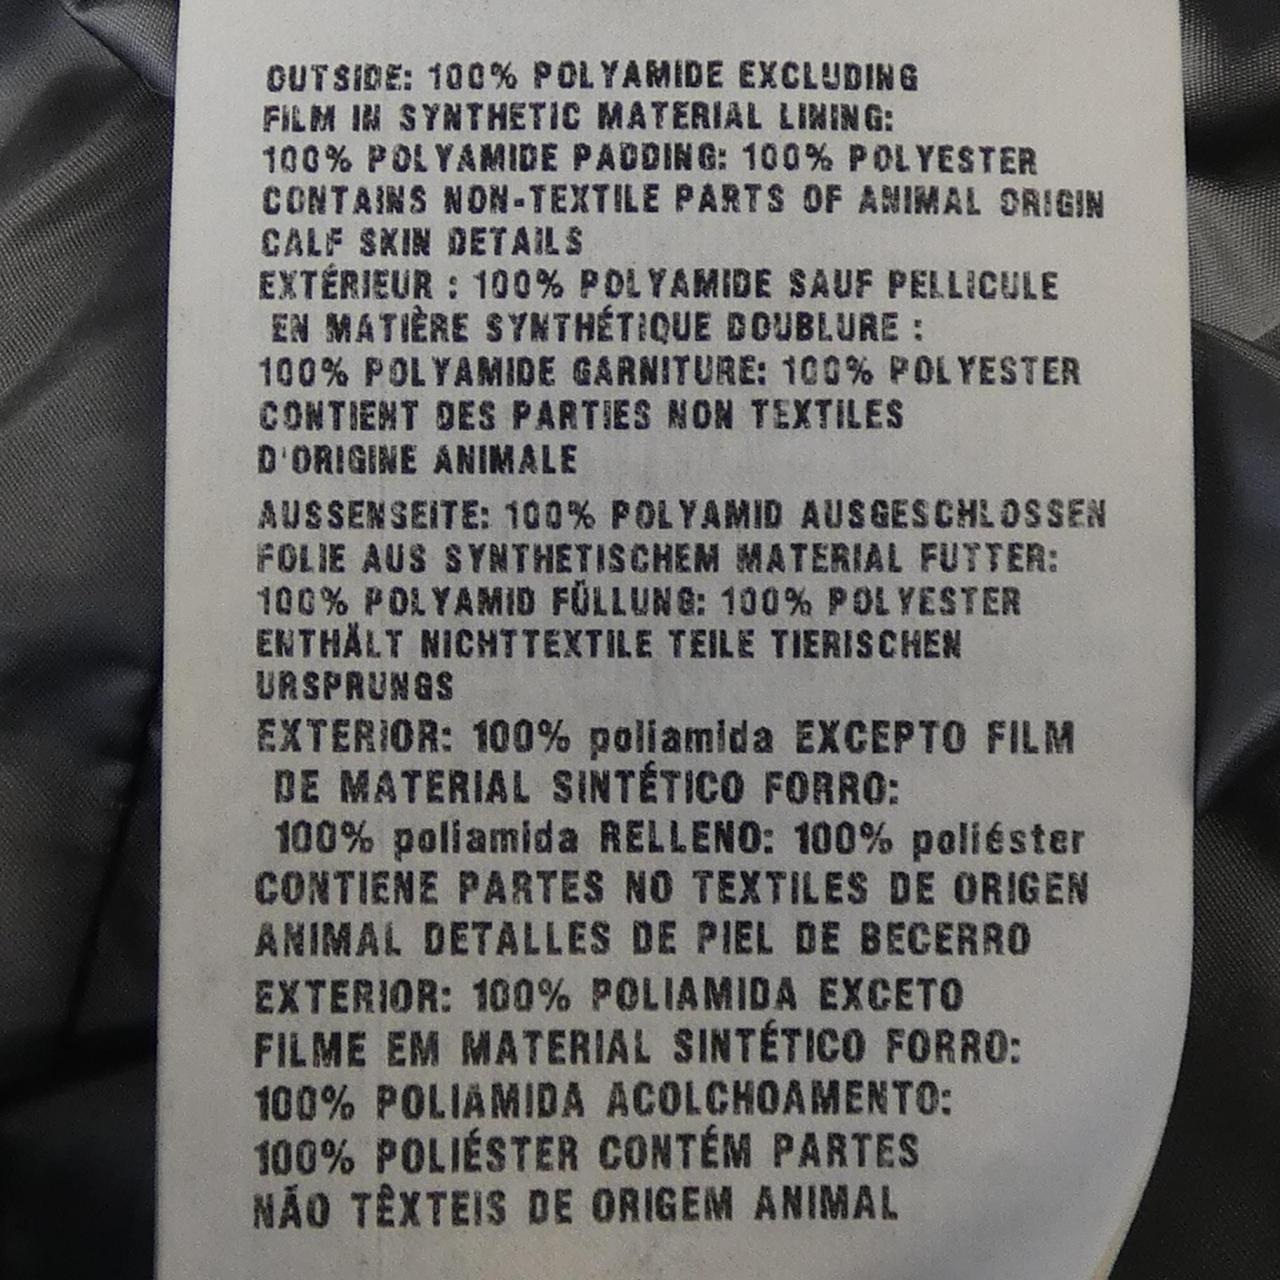 OUTSIDE: 100% POLYAMIDE EXCLUDING
FILM IN SYNTHETIC MATERIAL LINING:
100% POLYAMIDE PADDING: 100% POLYESTER
CONTAINS NON-TEXTILE PARTS OF ANIMAL ORIGIN
CALF SKIN DETAILS
EXTÉRIEUR : 100% POLYAMIDE SAUF PELLICULE
EN MATIÈRE SYNTHÉTIQUE DOUBLURE :
100% POLYAMIDE GARNITURE: 100% POLYESTER
CONTIENT DES PARTIES NON TEXTILES
D'ORIGINE ANIMALE
AUSSENSEITE: 100% POLYAMID AUSGESCHLOSSEN
FOLIE AUS SYNTHETISCHEM MATERIAL FUTTER:
100% POLYAMID FÜLLUNG: 100% POLYESTER
ENTHÄLT NICHTTEXTILE TEILE TIERISCHEN
URSPRUNGS
EXTERIOR: 100% poliamida EXCEPTO FILM
DE MATERIAL SINTÉTICO FORRO:
100% poliamida RELLENO: 100% poliéster
CONTIENE PARTES NO TEXTILES DE ORIGEN
ANIMAL DETALLES DE PIEL DE BECERRO
EXTERIOR: 100% POLIAMIDA EXCETO
FILME EM MATERIAL SINTÉTICO FORRO:
100% POLIAMIDA ACOLCHOAMENTO:
100% POLIÉSTER CONTÉM PARTES
NÃO TÊXTEIS DE ORIGEM ANIMAL